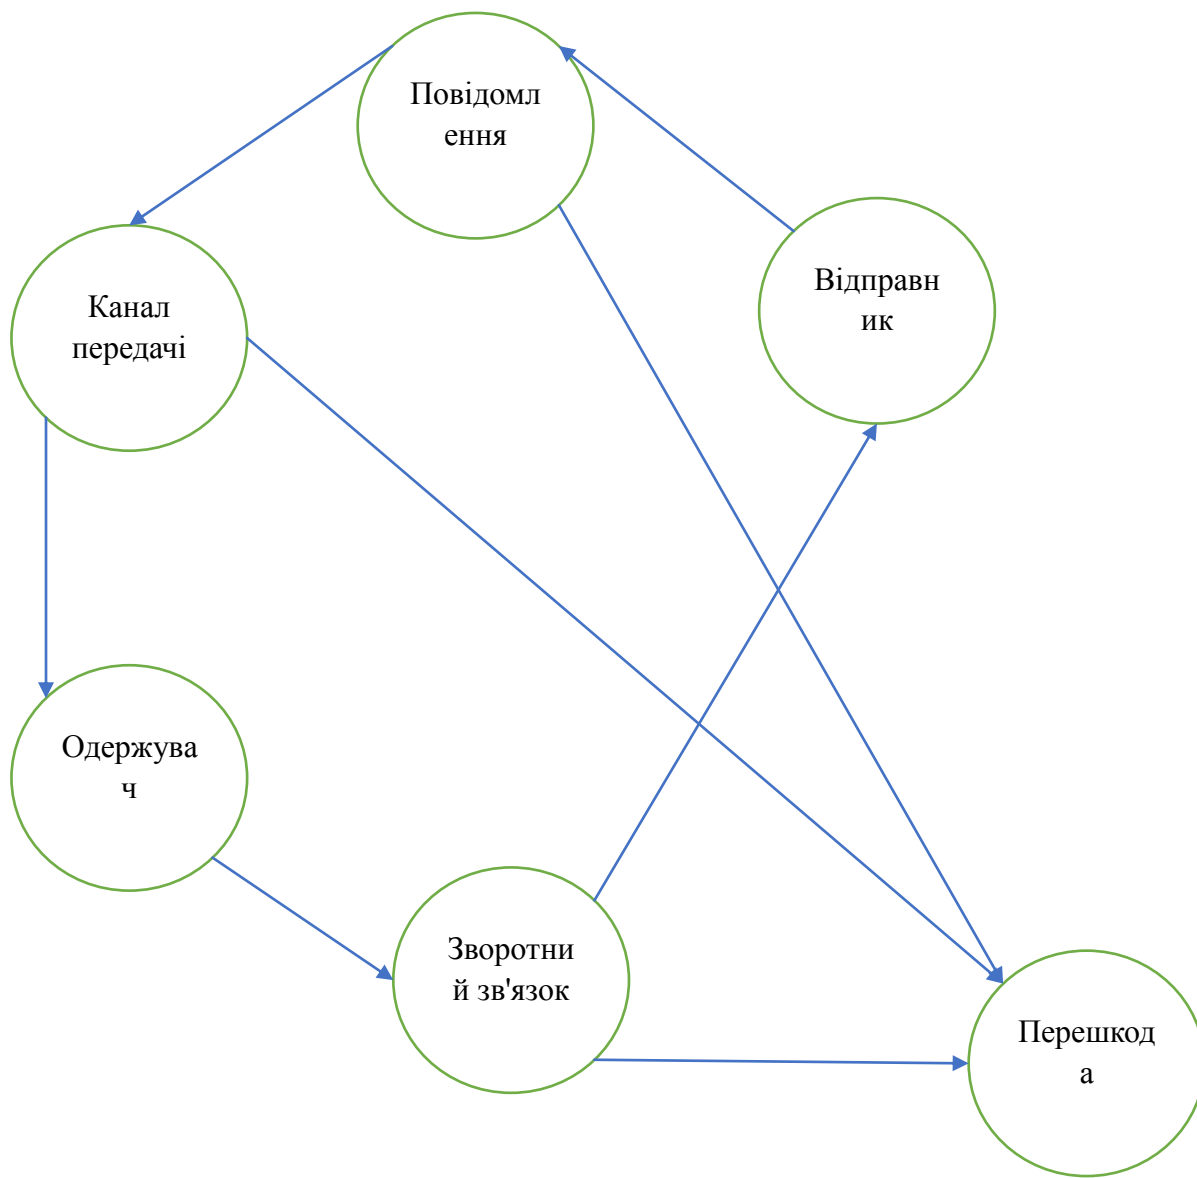 Повідомл
ення
Відправн
ик
Канал
передачі
Одержува
ч
Зворотни
й зв'язок
Перешкод
а